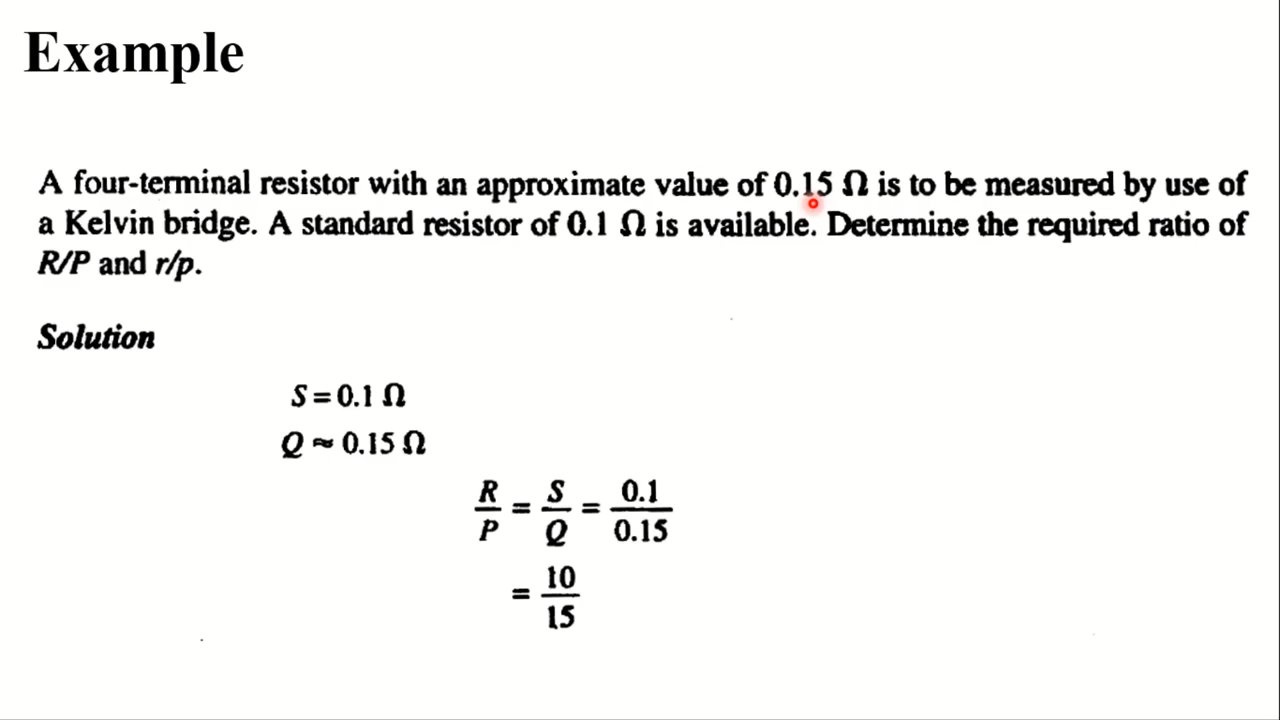 Example
A four-terminal resistor with an approximate value of 0.15 Ω is to be measured by use of
a Kelvin bridge. A standard resistor of 0.1 Ω is available. Determine the required ratio of
R/P and r/p.
Solution
S = 0.1 Ω
Q ≈ 0.15 Ω
R/P = S/Q = 0.1/0.15
= 10/15